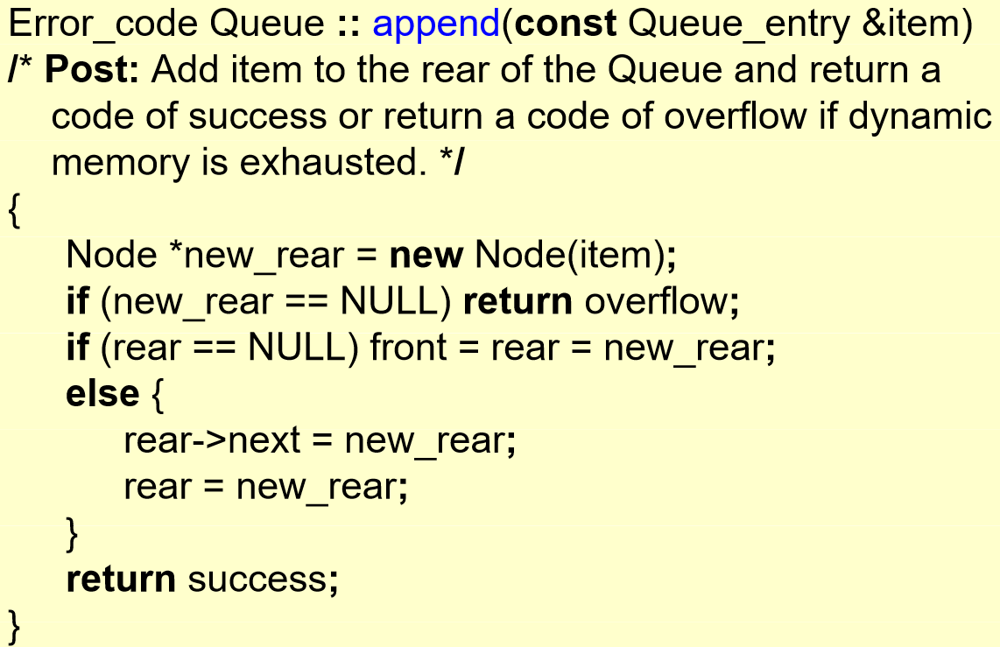 Error_code Queue :: append(const Queue_entry &item)
/* Post: Add item to the rear of the Queue and return a
code of success or return a code of overflow if dynamic
memory is exhausted. */
{
Node *new_rear = new Node(item);
if (new_rear == NULL) return overflow;
if (rear == NULL) front = rear = new_rear;
else {
rear->next = new_rear;
rear = new_rear;
}
return success;
}